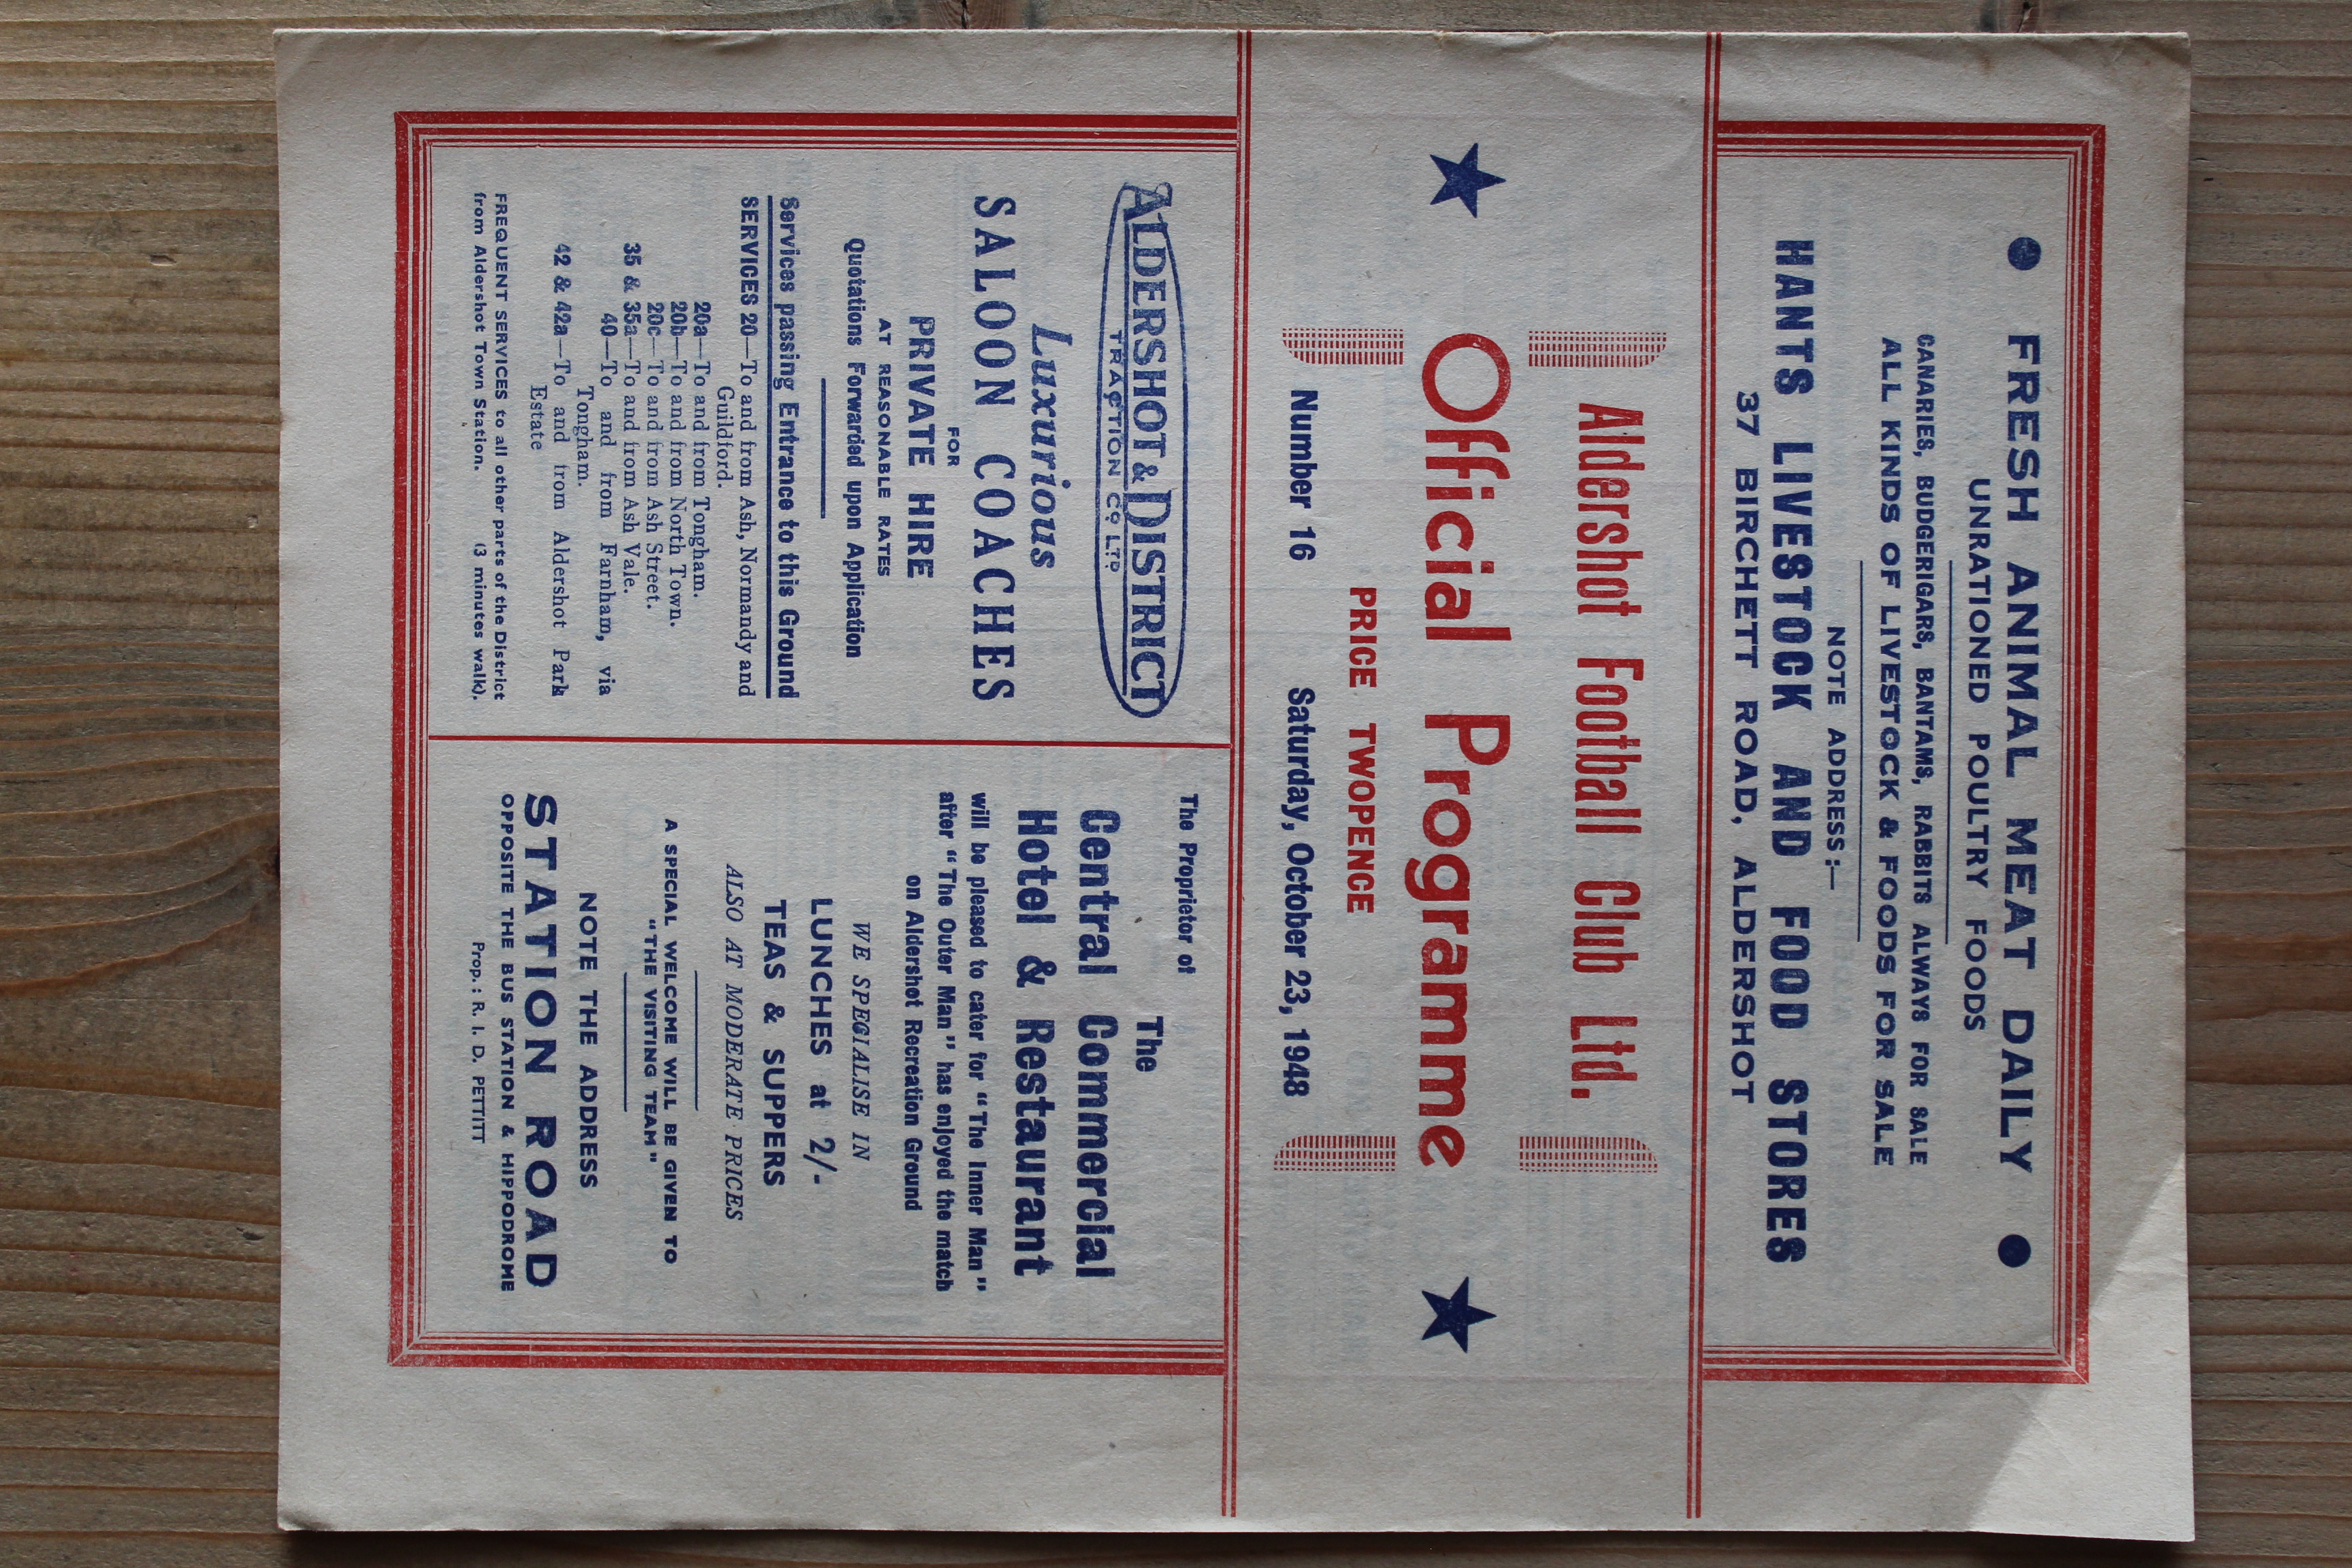 ● FRESH ANIMAL MEAT DAILY ●
UNRATIONED POULTRY FOODS
CANARIES, BUDGERIGARS, BANTAMS, RABBITS ALWAYS FOR SALE
ALL KINDS OF LIVESTOCK & FOODS FOR SALE
NOTE ADDRESS:—
HANTS LIVESTOCK AND FOOD STORES
37 BIRCHETT ROAD, ALDERSHOT
Aldershot Football Club Ltd.
★ Official Programme ★
PRICE TWOPENCE
Number 16 Saturday, October 23, 1948
ALDERSHOT & DISTRICT
TRACTION CO. LTD
Luxurious
SALOON COACHES
FOR
PRIVATE HIRE
AT REASONABLE RATES
Quotations Forwarded upon Application
Services passing Entrance to this Ground
SERVICES 20—To and from Ash, Normandy and
Guildford.
20a—To and from Tongham.
20b—To and from North Town.
20c—To and from Ash Street.
35 & 35a—To and from Ash Vale.
40—To and from Farnham, via
Tongham.
42 & 42a—To and from Aldershot Park
Estate
FREQUENT SERVICES to all other parts of the District
from Aldershot Town Station. (3 minutes walk).
The Proprietor of
The
Central Commercial
Hotel & Restaurant
will be pleased to cater for "The Inner Man"
after "The Outer Man" has enjoyed the match
on Aldershot Recreation Ground
WE SPECIALISE IN
LUNCHES at 2/-
TEAS & SUPPERS
ALSO AT MODERATE PRICES
A SPECIAL WELCOME WILL BE GIVEN TO
"THE VISITING TEAM"
NOTE THE ADDRESS
STATION ROAD
OPPOSITE THE BUS STATION & HIPPODROME
Prop.: R. I. D. PETTITT